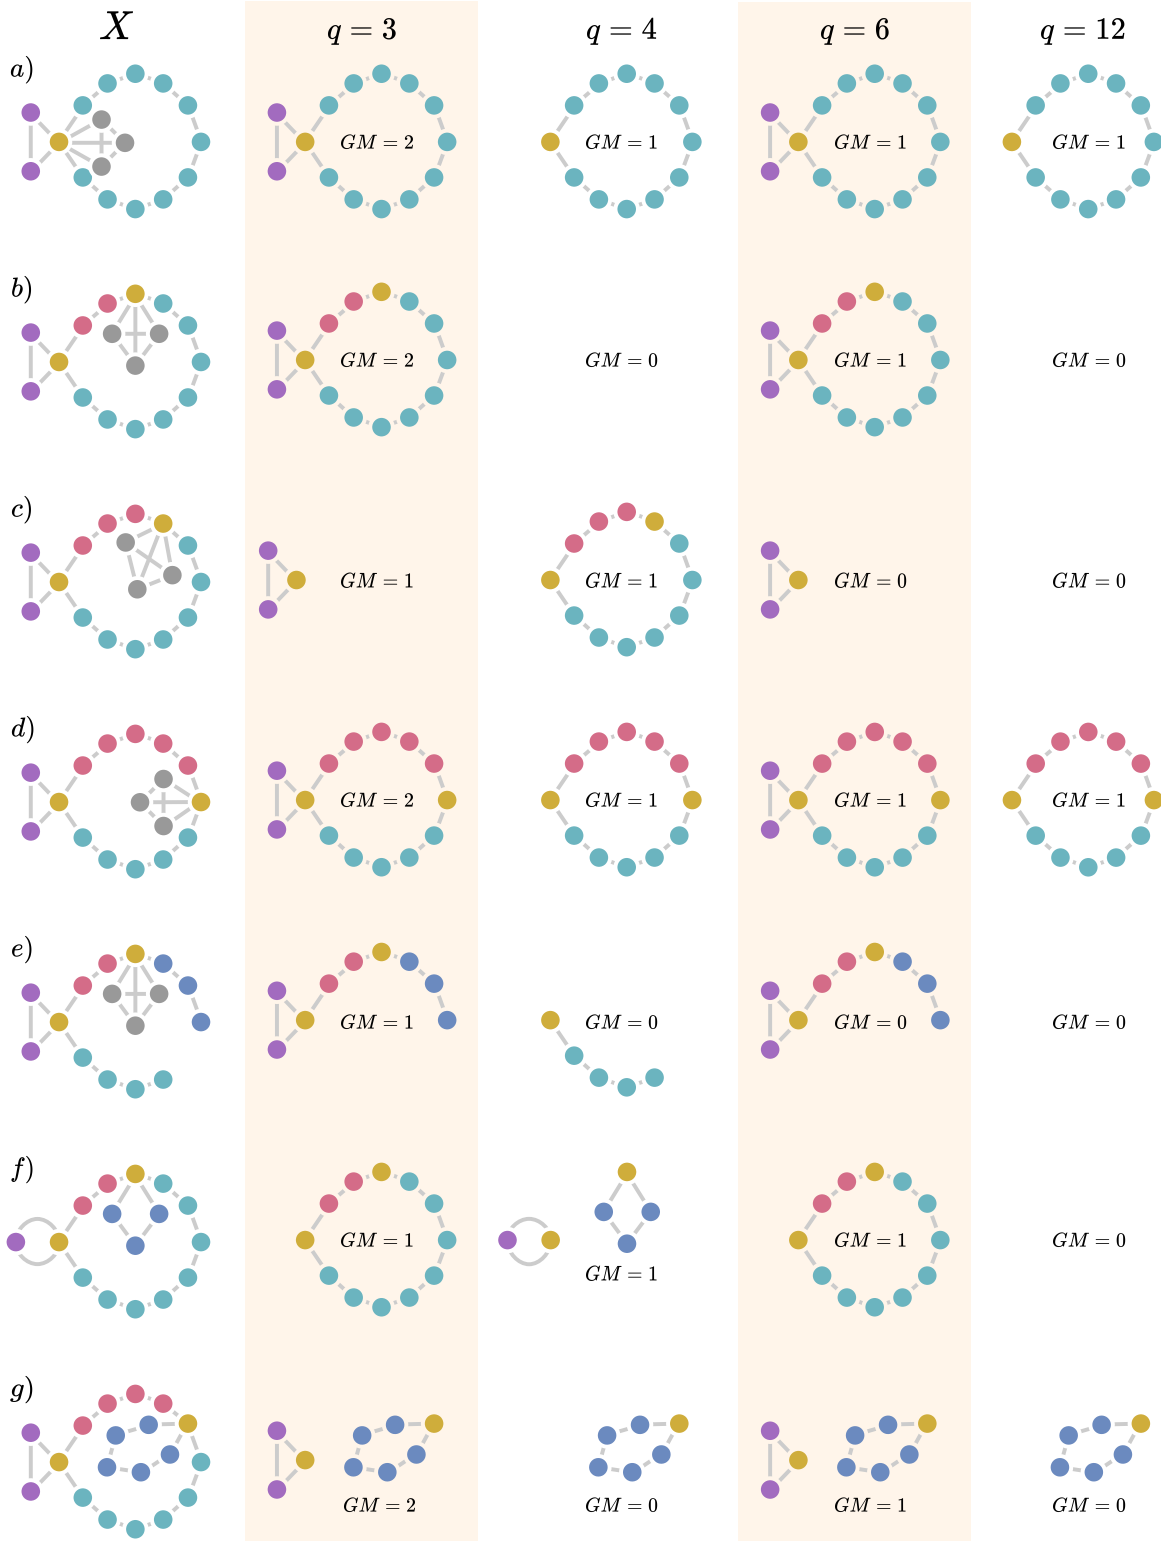 X q = 3 q = 4 q = 6 q = 12
a)
GM = 2 GM = 1 GM = 1 GM = 1
b)
GM = 2 GM = 0 GM = 1 GM = 0
c)
GM = 1 GM = 1 GM = 0 GM = 0
d)
GM = 2 GM = 1 GM = 1 GM = 1
e)
GM = 1 GM = 0 GM = 0 GM = 0
f)
GM = 1 GM = 1 GM = 1 GM = 0
g)
GM = 2 GM = 0 GM = 1 GM = 0